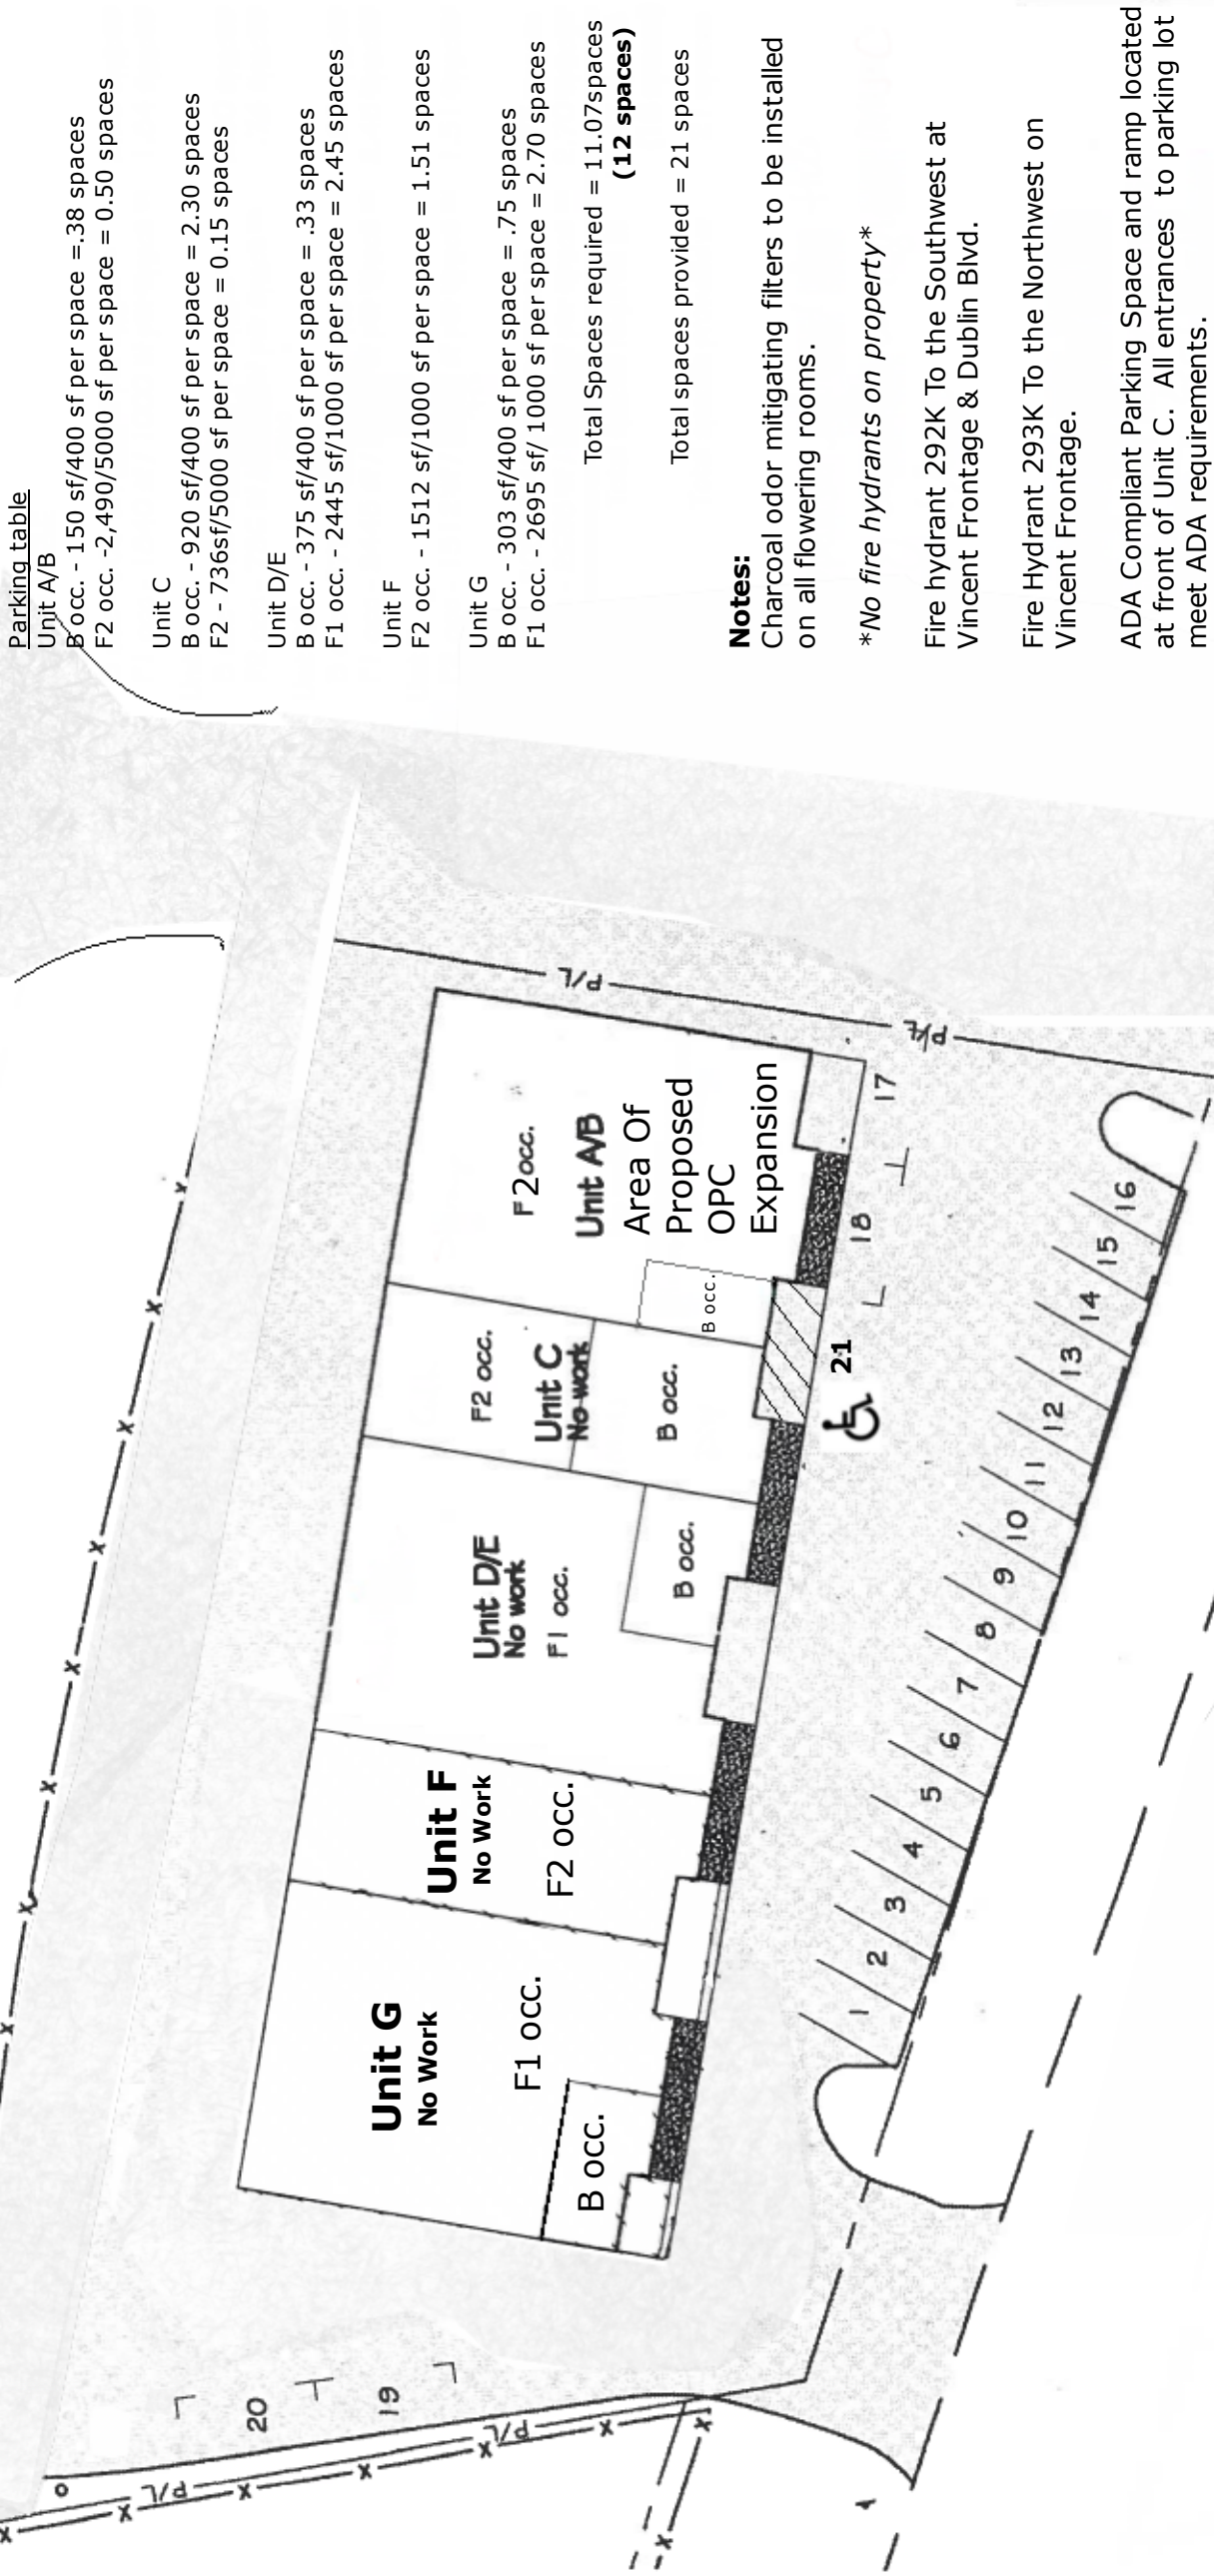 Parking table
Unit A/B
B occ. - 150 sf/400 sf per space =.38 spaces
F2 occ. -2,490/5000 sf per space = 0.50 spaces
Unit C
B occ. - 920 sf/400 sf per space = 2.30 spaces
F2 - 736sf/5000 sf per space = 0.15 spaces
Unit D/E
B occ. - 375 sf/400 sf per space = .33 spaces
F1 occ. - 2445 sf/1000 sf per space = 2.45 spaces
Unit F
F2 occ. - 1512 sf/1000 sf per space = 1.51 spaces
Unit G
B occ. - 303 sf/400 sf per space = .75 spaces
F1 occ. - 2695 sf/ 1000 sf per space = 2.70 spaces
Total Spaces required = 11.07spaces
(12 spaces)
Total spaces provided = 21 spaces
Notes:
Charcoal odor mitigating filters to be installed
on all flowering rooms.
*No fire hydrants on property*
Fire hydrant 292K To the Southwest at
Vincent Frontage & Dublin Blvd.
Fire Hydrant 293K To the Northwest on
Vincent Frontage.
ADA Compliant Parking Space and ramp located
at front of Unit C. All entrances to parking lot
meet ADA requirements.
Unit G
No Work
F1 occ.
B occ.
Unit F
No Work
F2 occ.
Unit D/E
No work
F1 occ.
B occ.
F2 occ.
Unit C
No work
B occ.
F 2occ.
Unit A/B
Area Of
Proposed
OPC
Expansion
B occ.
P/L
P/L
P/L
P/L
20
19
21
18
17
1
2
3
4
5
6
7
8
9
10
11
12
13
14
15
16